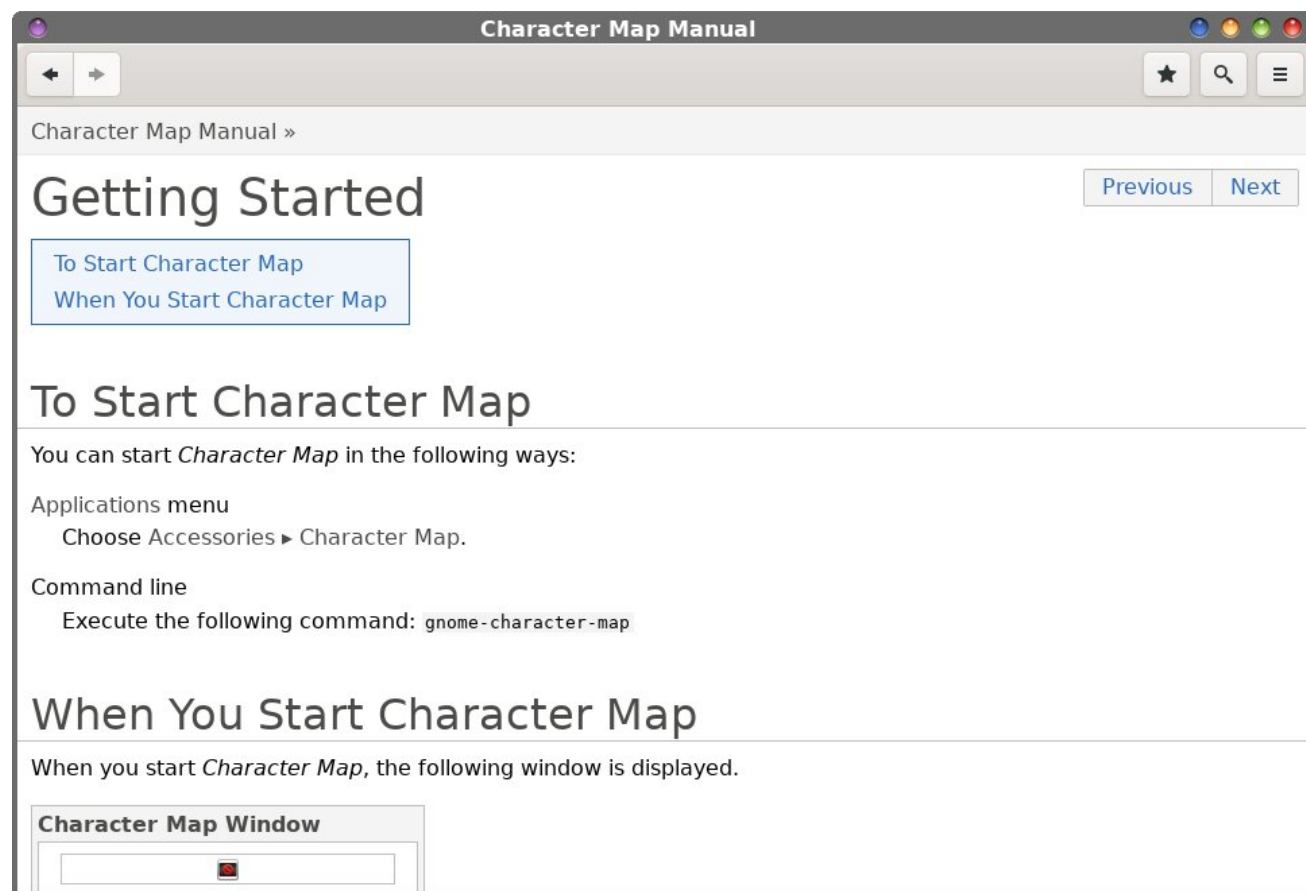 Character Map Manual
Character Map Manual »
Getting Started
Previous
Next
To Start Character Map
When You Start Character Map
To Start Character Map
You can start Character Map in the following ways:
Applications menu
Choose Accessories ▸ Character Map.
Command line
Execute the following command: gnome-character-map
When You Start Character Map
When you start Character Map, the following window is displayed.
Character Map Window